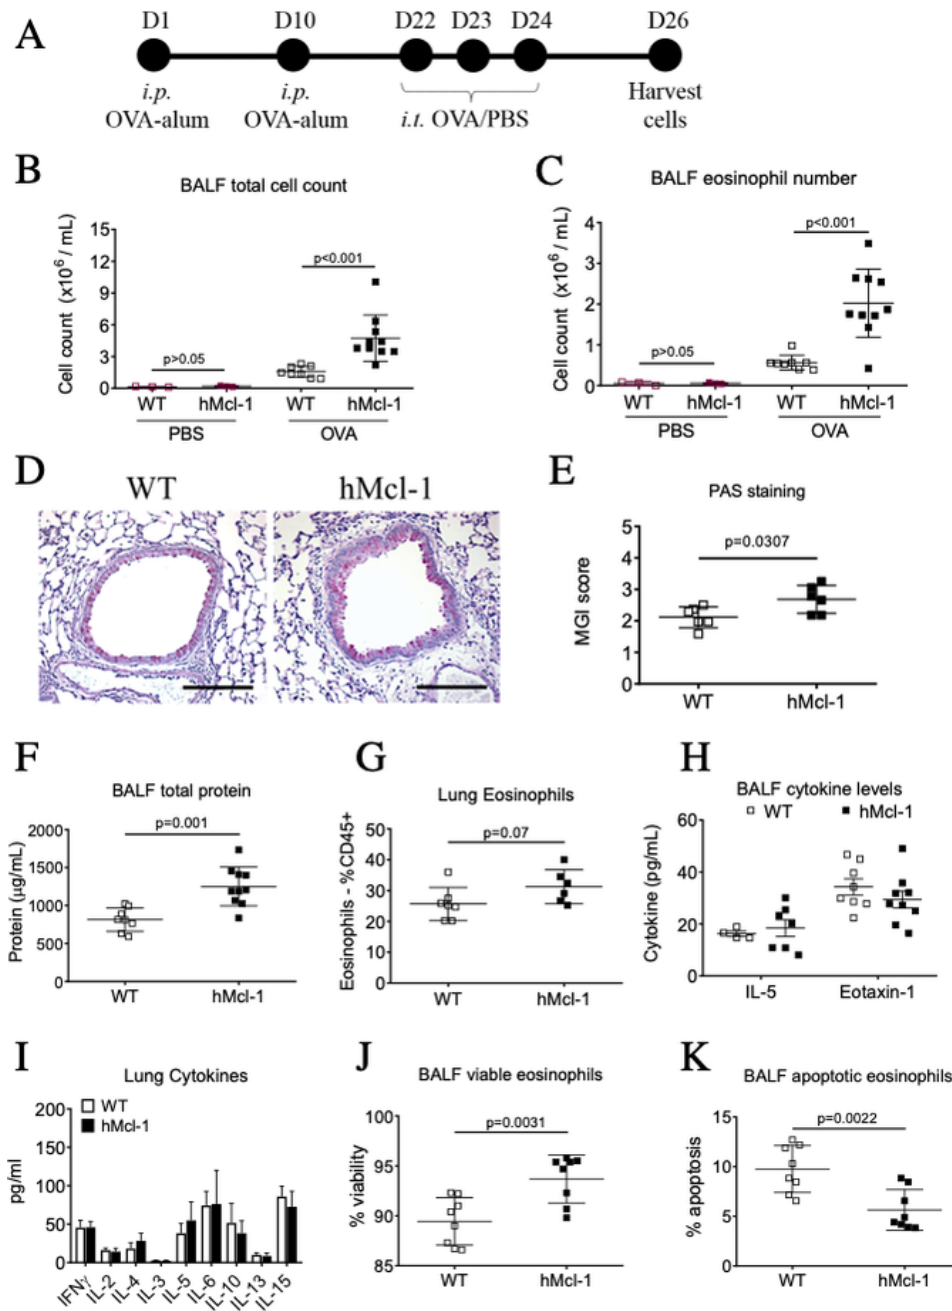 A
D1 D10 D22 D23 D24 D26
i.p. i.p. i.t. OVA/PBS Harvest
OVA-alum OVA-alum cells
B
BALF total cell count
Cell count (x10⁶ / mL)
15
12
9
6
3
0
p>0.05
p<0.001
WT hMcl-1 WT hMcl-1
PBS OVA
C
BALF eosinophil number
Cell count (x10⁶ / mL)
4
3
2
1
0
p>0.05
p<0.001
WT hMcl-1 WT hMcl-1
PBS OVA
D
WT hMcl-1
E
PAS staining
MGI score
5
4
3
2
1
0
p=0.0307
WT hMcl-1
F
BALF total protein
Protein (µg/mL)
2000
1500
1000
500
0
p=0.001
WT hMcl-1
G
Lung Eosinophils
Eosinophils - %CD45+
50
40
30
20
10
0
p=0.07
WT hMcl-1
H
BALF cytokine levels
WT hMcl-1
Cytokine (pg/mL)
60
40
20
0
IL-5 Eotaxin-1
I
Lung Cytokines
WT
hMcl-1
pg/ml
200
150
100
50
0
IFNγ IL-2 IL-4 IL-3 IL-5 IL-6 IL-10 IL-13 IL-15
J
BALF viable eosinophils
% viability
100
95
90
85
p=0.0031
WT hMcl-1
K
BALF apoptotic eosinophils
% apoptosis
15
10
5
0
p=0.0022
WT hMcl-1